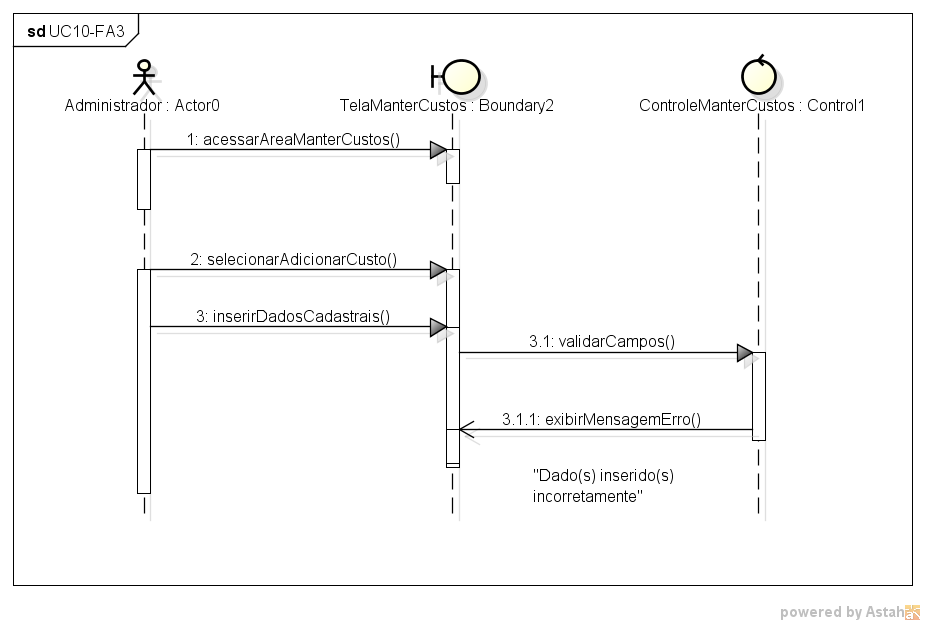 sd UC10-FA3
Administrador : Actor0
TelaManterCustos : Boundary2
ControleManterCustos : Control1
1: acessarAreaManterCustos()
2: selecionarAdicionarCusto()
3: inserirDadosCadastrais()
3.1: validarCampos()
3.1.1: exibirMensagemErro()
"Dado(s) inserido(s)
incorretamente"
powered by Astah